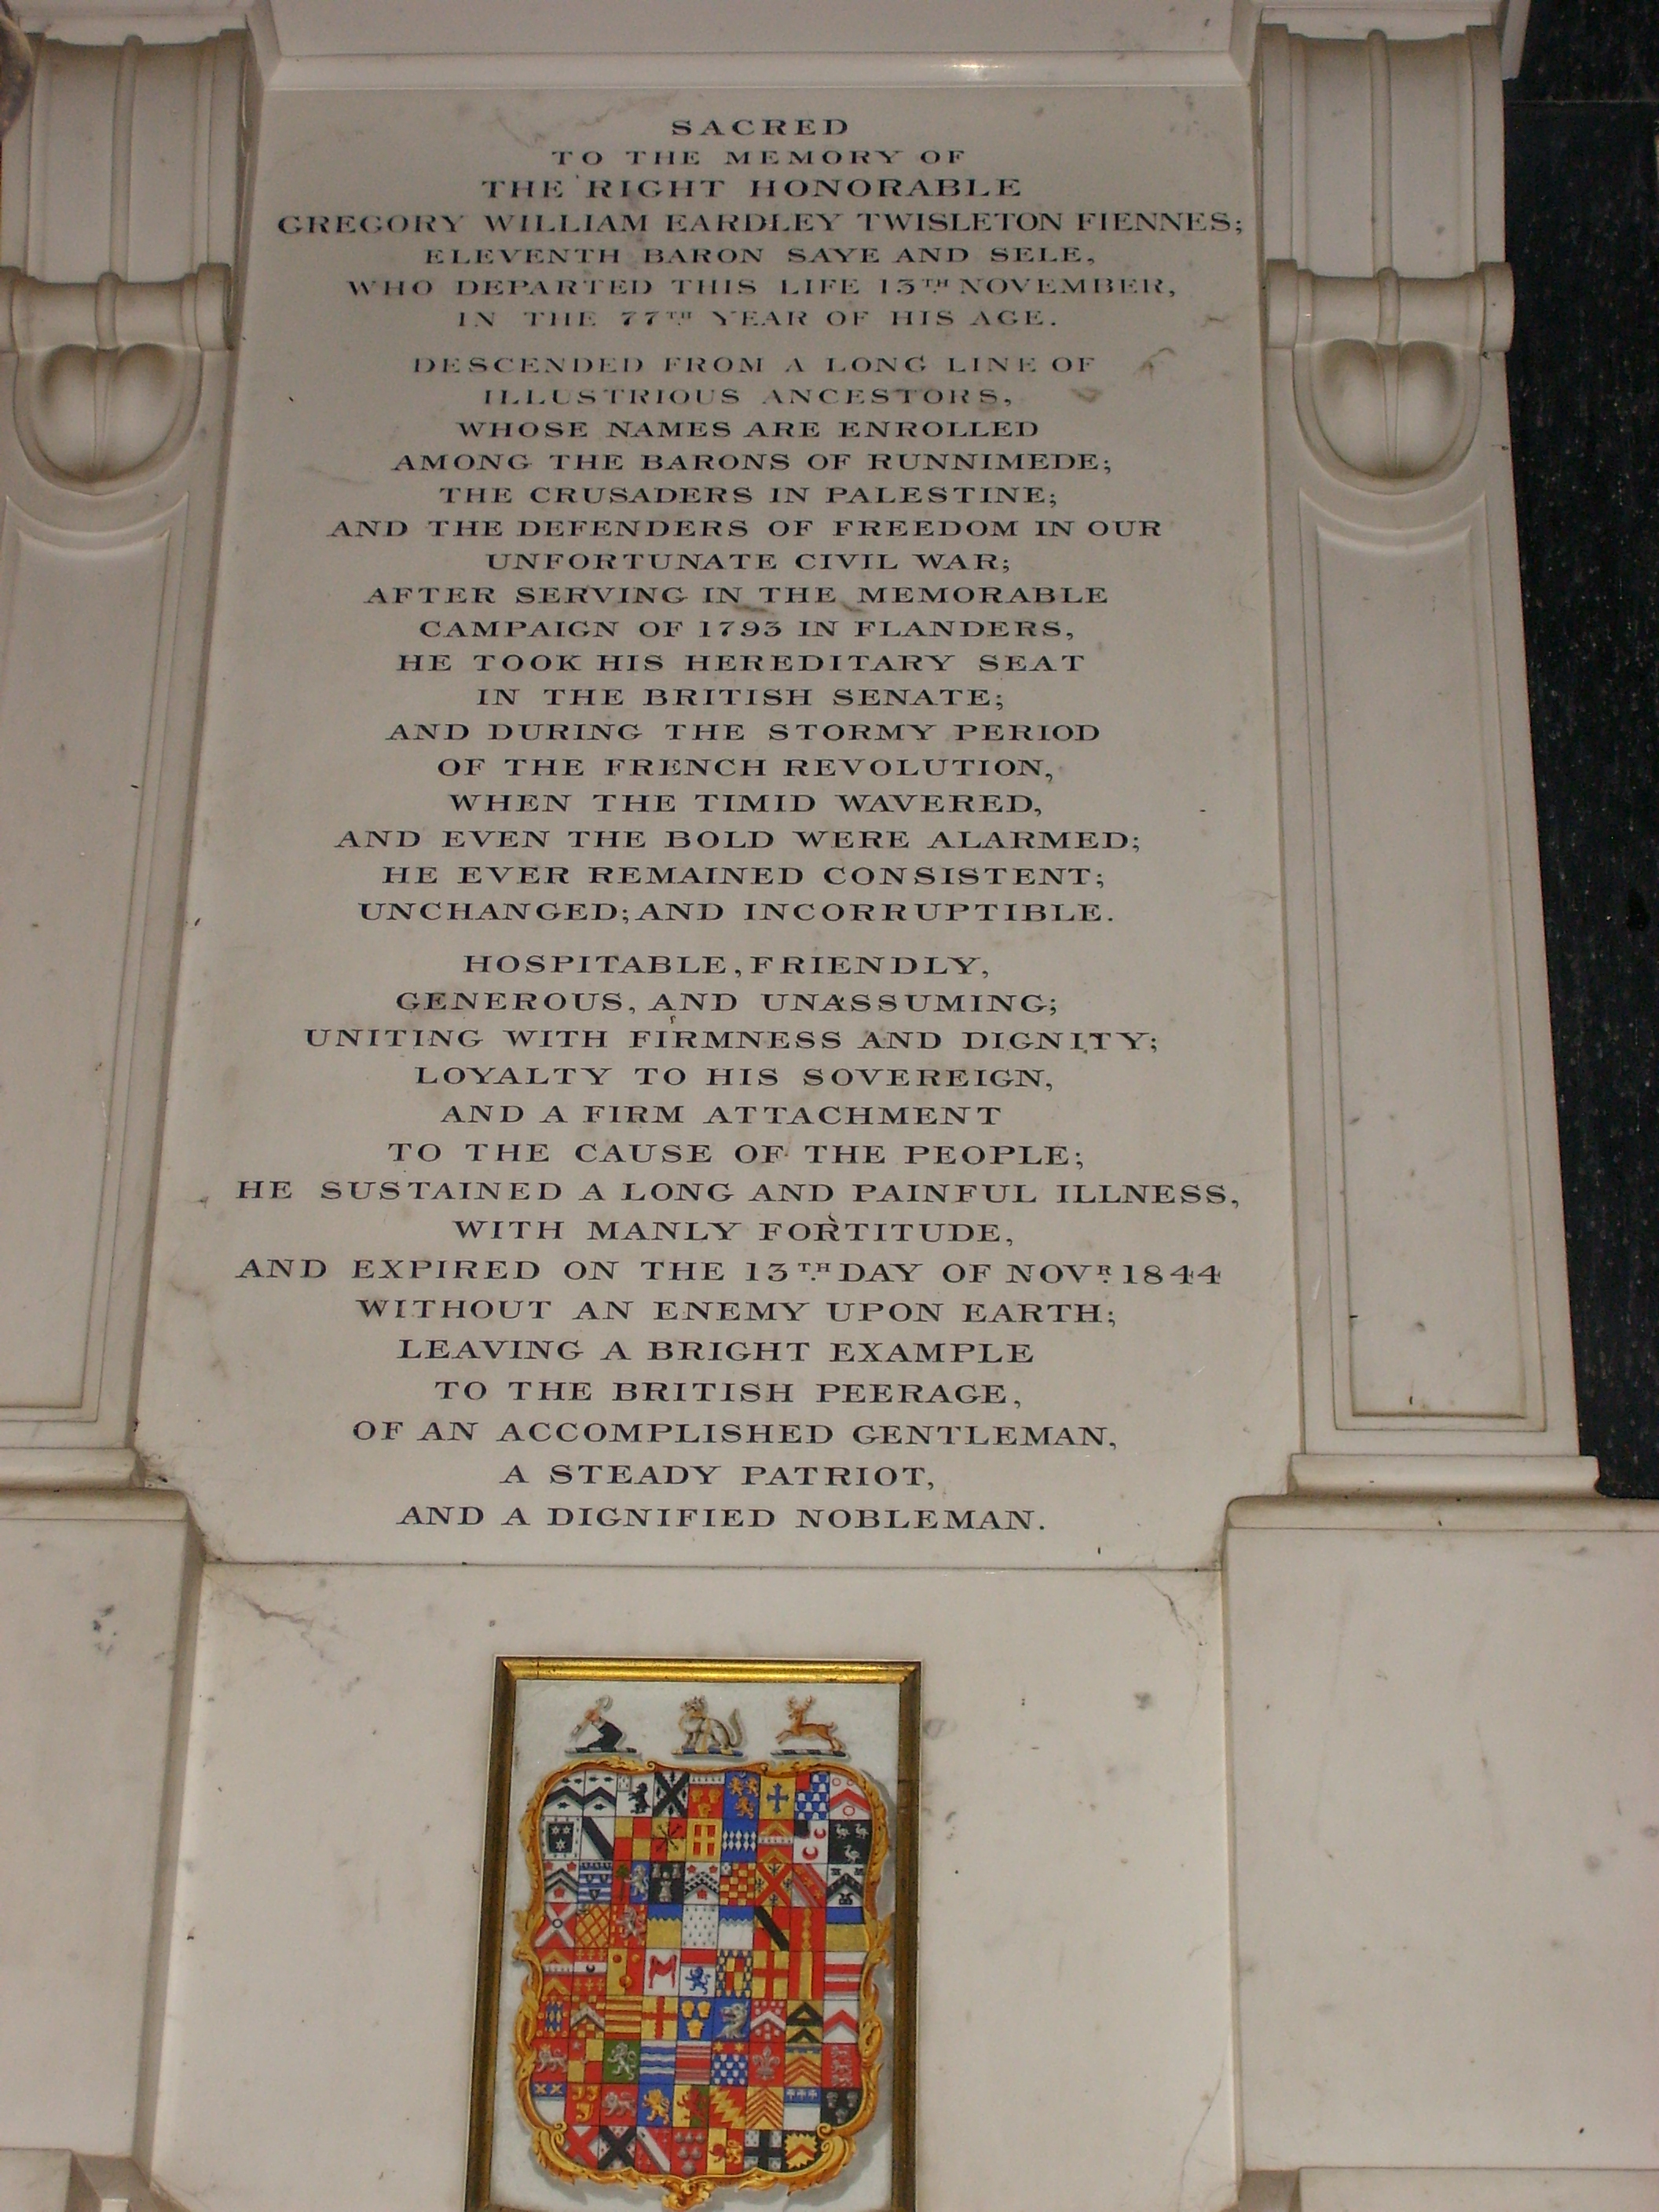 SACRED
TO THE MEMORY OF
THE RIGHT HONORABLE
GREGORY WILLIAM EARDLEY TWISLETON FIENNES;
ELEVENTH BARON SAYE AND SELE,
WHO DEPARTED THIS LIFE 13TH NOVEMBER,
IN THE 77TH YEAR OF HIS AGE.
DESCENDED FROM A LONG LINE OF
ILLUSTRIOUS ANCESTORS,
WHOSE NAMES ARE ENROLLED
AMONG THE BARONS OF RUNNIMEDE;
THE CRUSADERS IN PALESTINE;
AND THE DEFENDERS OF FREEDOM IN OUR
UNFORTUNATE CIVIL WAR;
AFTER SERVING IN THE MEMORABLE
CAMPAIGN OF 1793 IN FLANDERS,
HE TOOK HIS HEREDITARY SEAT
IN THE BRITISH SENATE;
AND DURING THE STORMY PERIOD
OF THE FRENCH REVOLUTION,
WHEN THE TIMID WAVERED,
AND EVEN THE BOLD WERE ALARMED;
HE EVER REMAINED CONSISTENT;
UNCHANGED; AND INCORRUPTIBLE.
HOSPITABLE, FRIENDLY,
GENEROUS, AND UNASSUMING;
UNITING WITH FIRMNESS AND DIGNITY;
LOYALTY TO HIS SOVEREIGN,
AND A FIRM ATTACHMENT
TO THE CAUSE OF THE PEOPLE;
HE SUSTAINED A LONG AND PAINFUL ILLNESS,
WITH MANLY FORTITUDE,
AND EXPIRED ON THE 13TH DAY OF NOVR 1844
WITHOUT AN ENEMY UPON EARTH;
LEAVING A BRIGHT EXAMPLE
TO THE BRITISH PEERAGE,
OF AN ACCOMPLISHED GENTLEMAN,
A STEADY PATRIOT,
AND A DIGNIFIED NOBLEMAN.